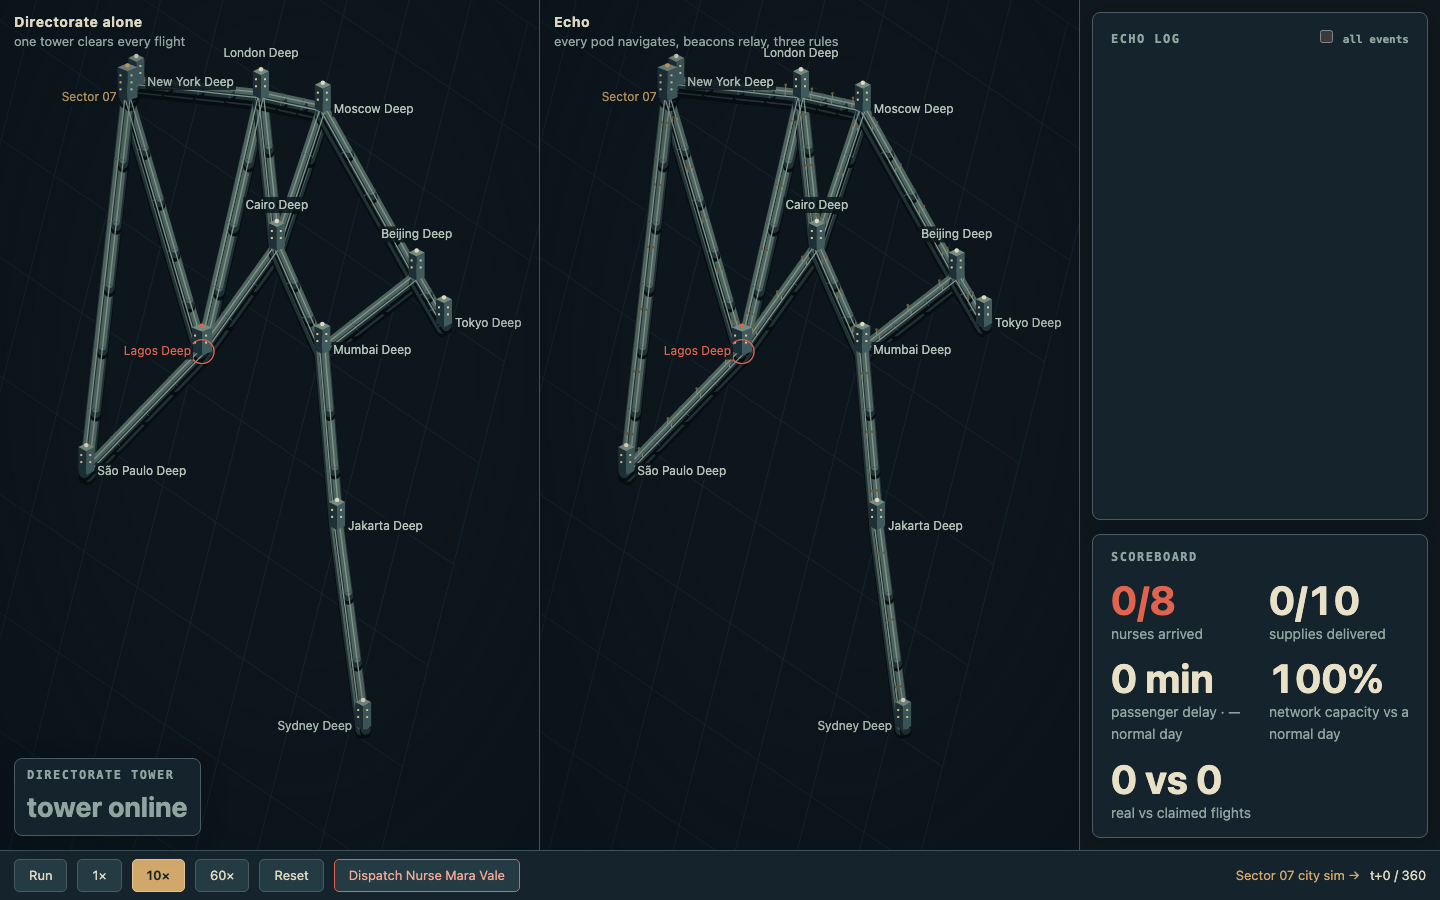 Directorate alone
one tower clears every flight
London Deep
New York Deep
Sector 07
Moscow Deep
Cairo Deep
Beijing Deep
Tokyo Deep
Lagos Deep
Mumbai Deep
São Paulo Deep
Jakarta Deep
Sydney Deep
DIRECTORATE TOWER
tower online
Echo
every pod navigates, beacons relay, three rules
London Deep
New York Deep
Sector 07
Moscow Deep
Cairo Deep
Beijing Deep
Tokyo Deep
Lagos Deep
Mumbai Deep
São Paulo Deep
Jakarta Deep
Sydney Deep
ECHO LOG
all events
SCOREBOARD
0/8
nurses arrived
0/10
supplies delivered
0 min
passenger delay · —
normal day
100%
network capacity vs a
normal day
0 vs 0
real vs claimed flights
Run
1×
10×
60×
Reset
Dispatch Nurse Mara Vale
Sector 07 city sim →
t+0 / 360